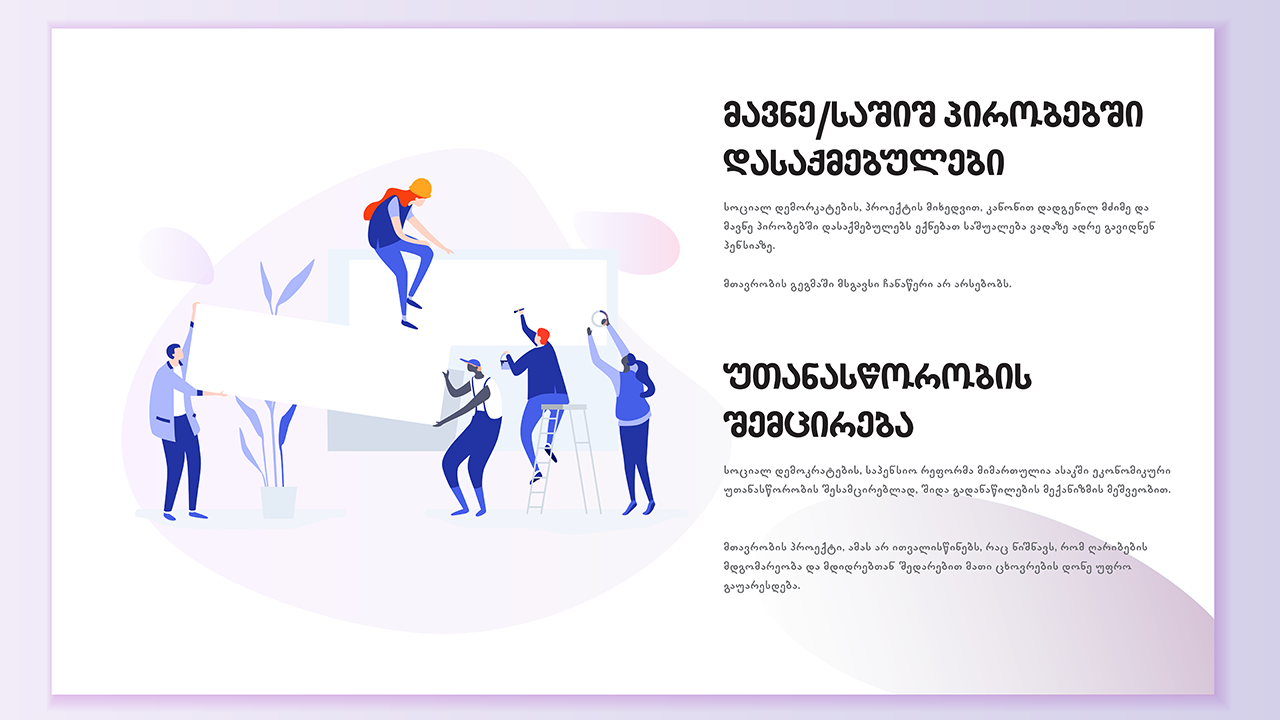 მავნე/საშიშ პირობებში
დასაქმებულები
სოციალ დემორკატების, პროექტის მიხედვით, კანონით დადგენილ მძიმე და
მავნე პირობებში დასაქმებულებს ექნებათ საშუალება ვადაზე ადრე გავიდნენ
პენსიაზე.
მთავრობის გეგმაში მსგავსი ჩანაწერი არ არსებობს.
უთანასწორობის
შემცირება
სოციალ დემოკრატების, საპენსიო რეფორმა მიმართულია ასაკში ეკონომიკური
უთანასწორობის შესამცირებლად, შიდა გადანაწილების მექანიზმის მეშვეობით.
მთავრობის პროექტი, ამას არ ითვალისწინებს, რაც ნიშნავს, რომ ღარიბების
მდგომარეობა და მდიდრებთან შედარებით მათი ცხოვრების დონე უფრო
გაუარესდება.